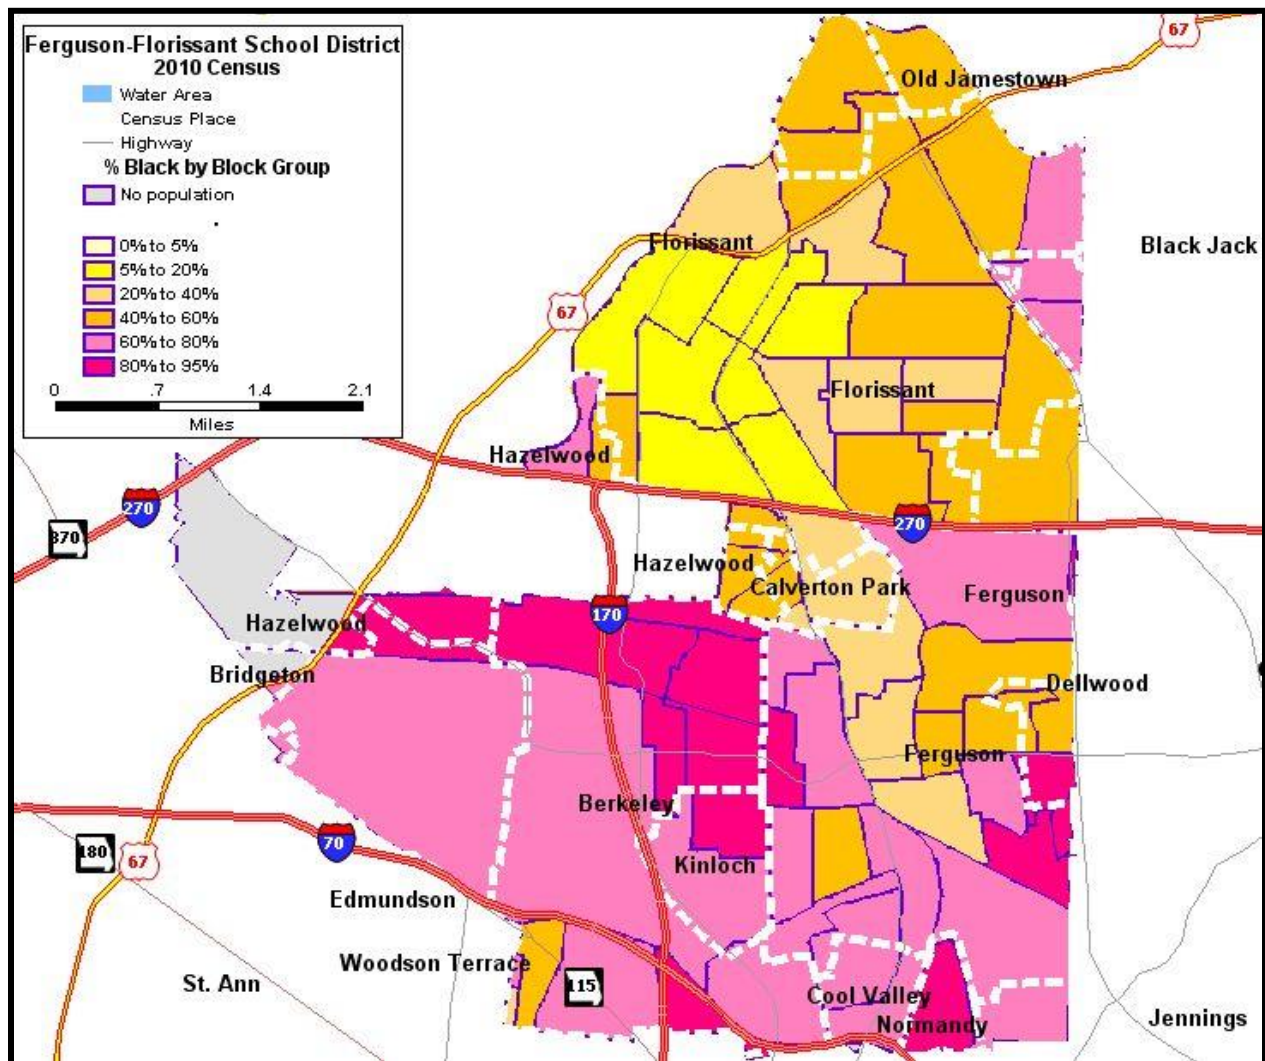 Ferguson-Florissant School District
2010 Census
Water Area
Census Place
Highway
% Black by Block Group
No population
0% to 5%
5% to 20%
20% to 40%
40% to 60%
60% to 80%
80% to 95%
0 .7 1.4 2.1
Miles
67
Old Jamestown
Black Jack
Florissant
67
Florissant
Hazelwood
270
370
270
Hazelwood
Calverton Park
Ferguson
170
Hazelwood
Bridgeton
Dellwood
Ferguson
Berkeley
70
180
67
Kinloch
Edmundson
Woodson Terrace
St. Ann
115
Cool Valley
Normandy
Jennings